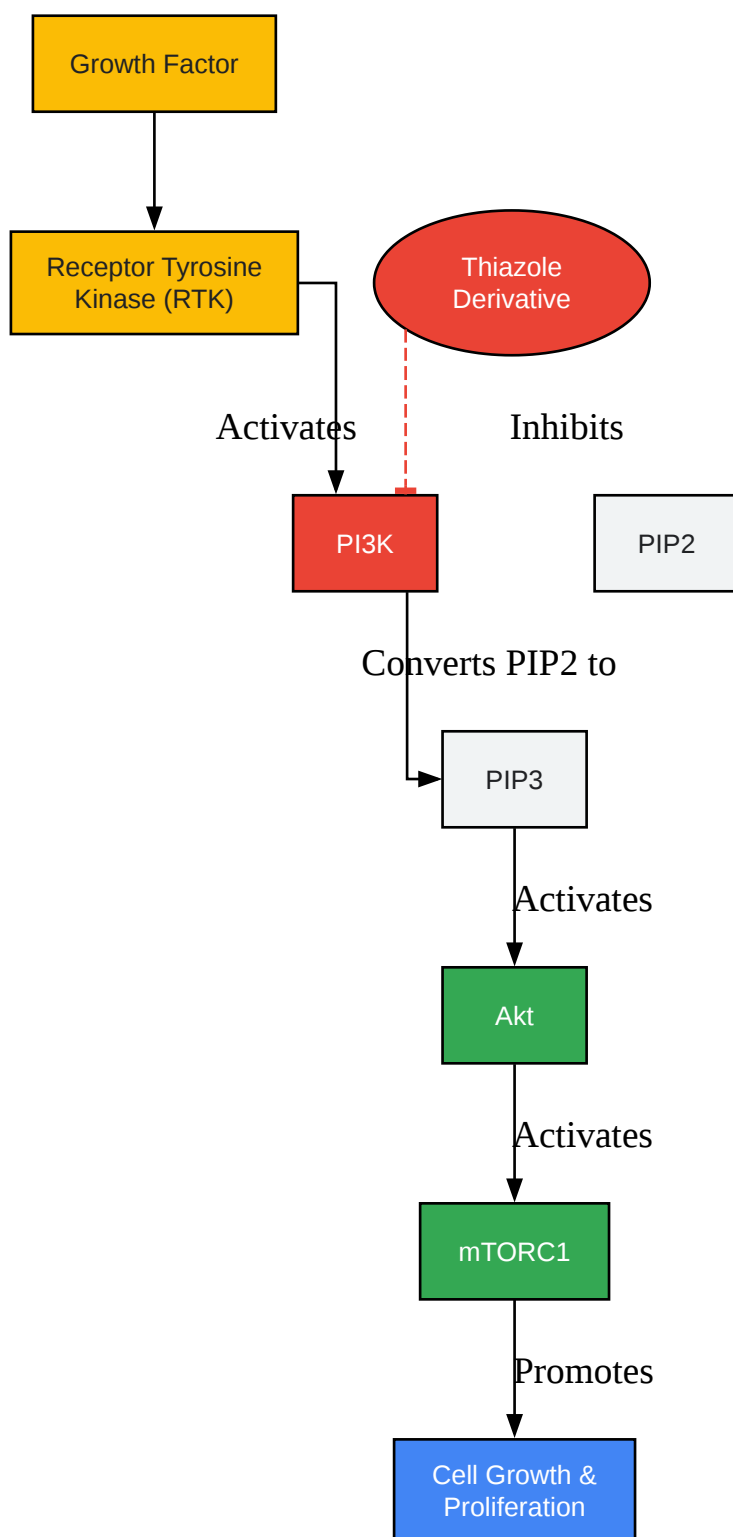 Growth Factor
Receptor Tyrosine
Kinase (RTK)
Thiazole
Derivative
Activates
Inhibits
PI3K
PIP2
Converts PIP2 to
PIP3
Activates
Akt
Activates
mTORC1
Promotes
Cell Growth &
Proliferation